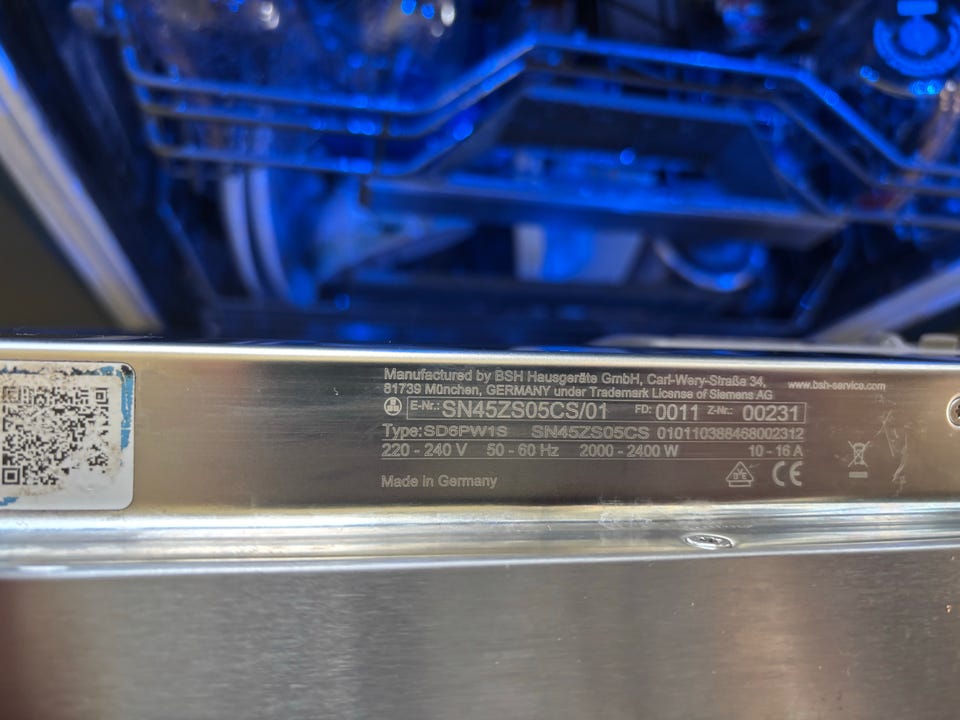 Manufactured by BSH Hausgeräte GmbH, Carl-Wery-Straße 34,
81739 München, GERMANY under Trademark License of Siemens AG
www.bsh-service.com
E-Nr.: SN45ZS05CS/01 FD: 0011 Z-Nr.: 00231
Type: SD6PW1S SN45ZS05CS 010110388468002312
220 - 240 V 50 - 60 Hz 2000 - 2400 W 10 - 16 A
Made in Germany
CE